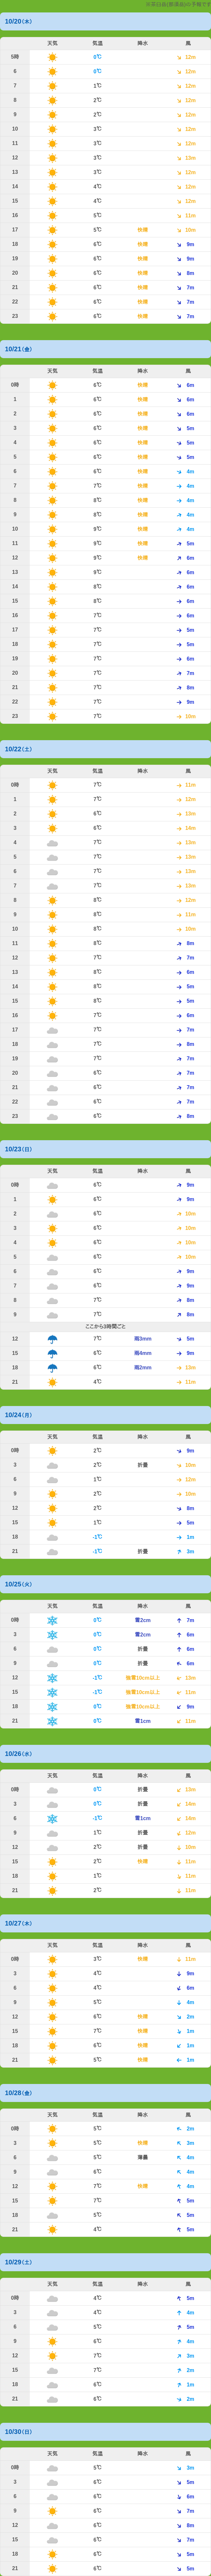 の予報です
10/20(木)
天気 気温 降水 風
5時 0℃ 12m
6 0℃ 12m
7 1℃ 12m
8 2℃ 12m
9 2℃ 12m
10 3℃ 12m
11 3℃ 12m
12 3℃ 13m
13 3℃ 12m
14 4℃ 12m
15 4℃ 12m
16 5℃ 11m
17 5℃ 快晴 10m
18 6℃ 快晴 9m
19 6℃ 快晴 9m
20 6℃ 快晴 8m
21 6℃ 快晴 7m
22 6℃ 快晴 7m
23 6℃ 快晴 7m
10/21(金)
天気 気温 降水 風
0時 6℃ 快晴 6m
1 6℃ 快晴 6m
2 6℃ 快晴 6m
3 6℃ 快晴 5m
4 6℃ 快晴 5m
5 6℃ 快晴 5m
6 6℃ 快晴 4m
7 7℃ 快晴 4m
8 8℃ 快晴 4m
9 8℃ 快晴 4m
10 9℃ 快晴 4m
11 9℃ 快晴 5m
12 9℃ 快晴 6m
13 9℃ 6m
14 8℃ 6m
15 8℃ 6m
16 7℃ 6m
17 7℃ 5m
18 7℃ 5m
19 7℃ 6m
20 7℃ 7m
21 7℃ 8m
22 7℃ 9m
23 7℃ 10m
10/22(土)
天気 気温 降水 風
0時 7℃ 11m
1 7℃ 12m
2 6℃ 13m
3 6℃ 14m
4 7℃ 13m
5 7℃ 13m
6 7℃ 13m
7 7℃ 13m
8 8℃ 12m
9 8℃ 11m
10 8℃ 10m
11 8℃ 8m
12 7℃ 7m
13 8℃ 6m
14 8℃ 5m
15 8℃ 5m
16 7℃ 6m
17 7℃ 7m
18 7℃ 8m
19 7℃ 7m
20 6℃ 7m
21 6℃ 7m
22 6℃ 7m
23 6℃ 8m
10/23(日)
天気 気温 降水 風
0時 6℃ 9m
1 6℃ 9m
2 6℃ 10m
3 6℃ 10m
4 6℃ 10m
5 6℃ 10m
6 6℃ 9m
7 6℃ 9m
8 7℃ 8m
9 7℃ 8m
ここから3時間ごと
12 7℃ 雨3mm 5m
15 6℃ 雨4mm 9m
18 6℃ 雨2mm 13m
21 4℃ 11m
10/24(月)
天気 気温 降水 風
0時 2℃ 9m
3 2℃ 折曇 10m
6 1℃ 12m
9 2℃ 10m
12 2℃ 8m
15 1℃ 5m
18 -1℃ 1m
21 -1℃ 折曇 3m
10/25(火)
天気 気温 降水 風
0時 0℃ 雪2cm 7m
3 0℃ 雪2cm 6m
6 0℃ 折曇 6m
9 0℃ 折曇 6m
12 -1℃ 強雪10cm以上 13m
15 -1℃ 強雪10cm以上 11m
18 0℃ 強雪10cm以上 9m
21 0℃ 雪1cm 11m
10/26(水)
天気 気温 降水 風
0時 0℃ 折曇 13m
3 0℃ 折曇 14m
6 -1℃ 雪1cm 14m
9 1℃ 折曇 12m
12 2℃ 折曇 10m
15 2℃ 快晴 11m
18 1℃ 11m
21 2℃ 11m
10/27(木)
天気 気温 降水 風
0時 3℃ 快晴 11m
3 4℃ 9m
6 4℃ 6m
9 5℃ 4m
12 6℃ 快晴 2m
15 7℃ 快晴 1m
18 6℃ 快晴 1m
21 5℃ 快晴 1m
10/28(金)
天気 気温 降水 風
0時 5℃ 2m
3 5℃ 快晴 3m
6 5℃ 薄曇 4m
9 6℃ 4m
12 7℃ 快晴 4m
15 7℃ 5m
18 5℃ 5m
21 4℃ 5m
10/29(土)
天気 気温 降水 風
0時 4℃ 5m
3 4℃ 4m
6 5℃ 5m
9 6℃ 4m
12 7℃ 3m
15 7℃ 2m
18 6℃ 1m
21 6℃ 2m
10/30(日)
天気 気温 降水 風
0時 5℃ 3m
3 6℃ 5m
6 6℃ 6m
9 6℃ 7m
12 6℃ 8m
15 6℃ 7m
18 6℃ 5m
21 6℃ 5m